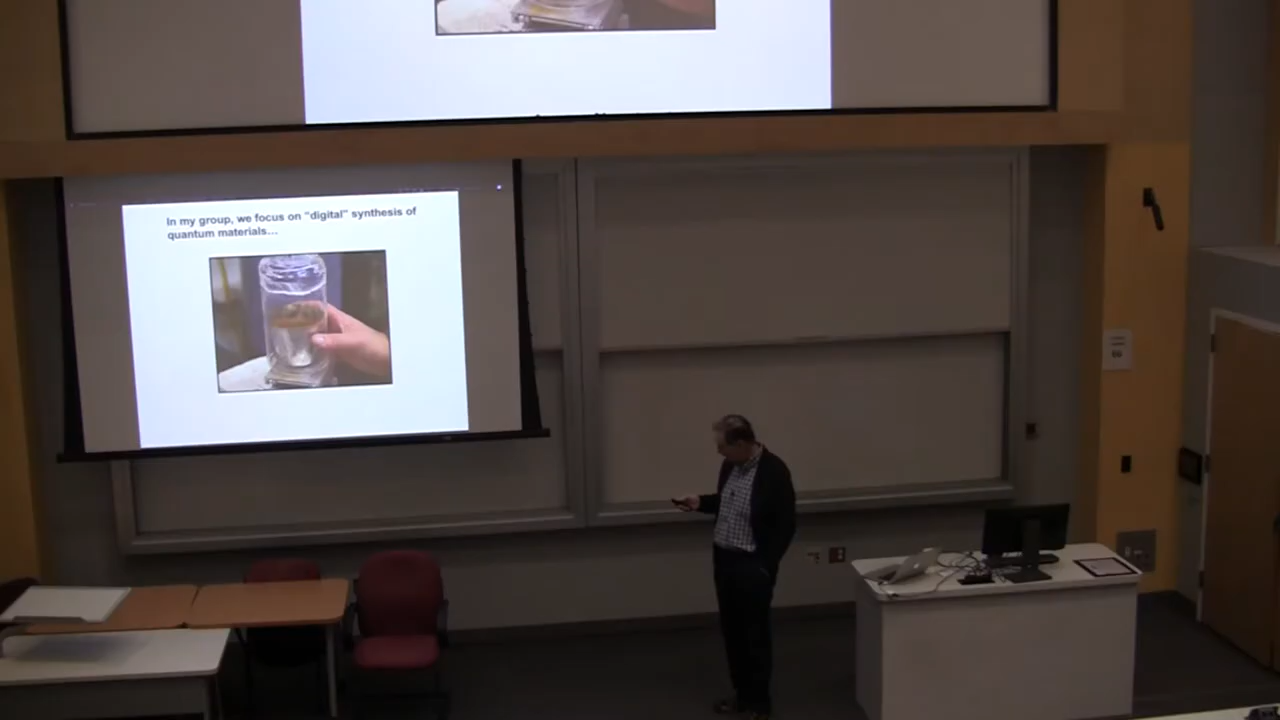 In my group, we focus on “digital” synthesis of
quantum materials…